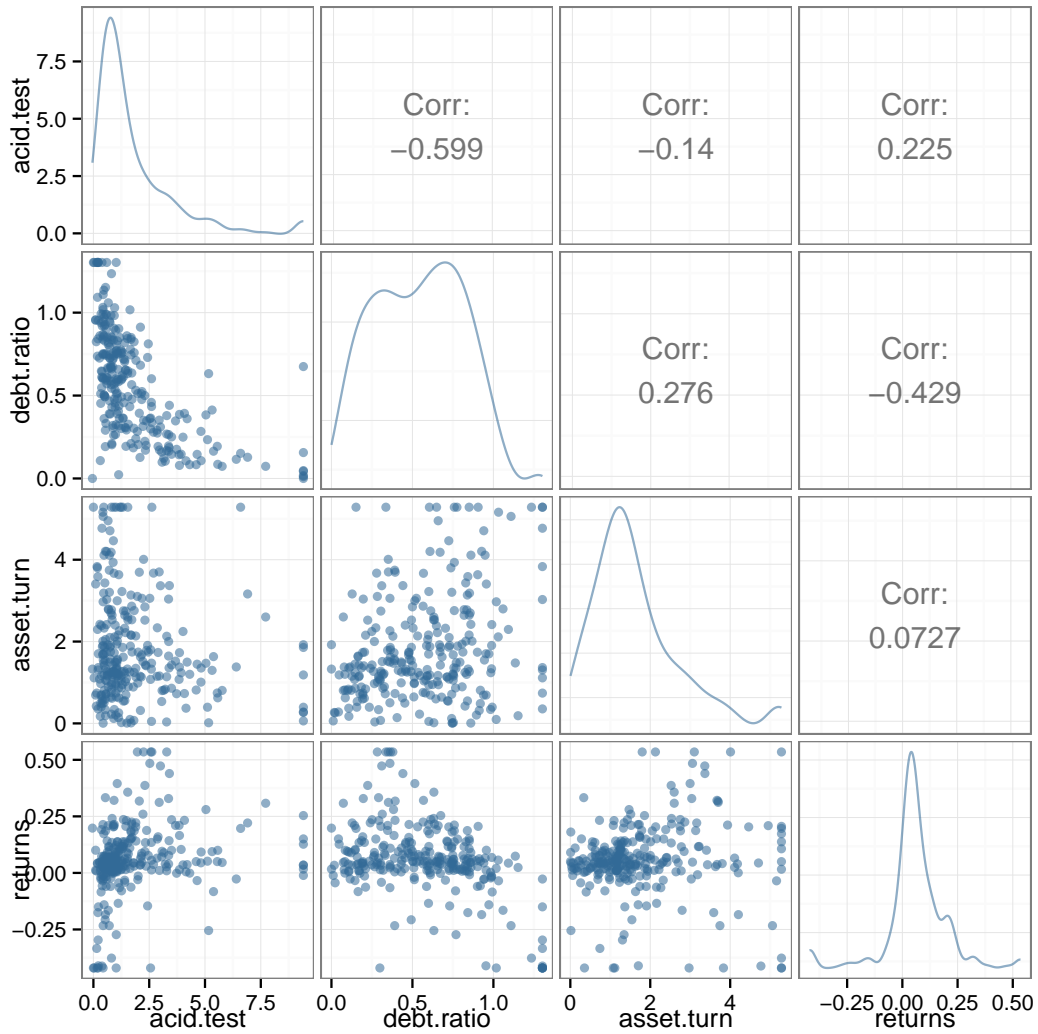 acid.test
7.5
5.0
2.5
0.0
Corr:
−0.599
Corr:
−0.14
Corr:
0.225
debt.ratio
1.0
0.5
0.0
Corr:
0.276
Corr:
−0.429
asset.turn
4
2
0
Corr:
0.0727
returns
0.50
0.25
0.00
−0.25
0.0 2.5 5.0 7.5
acid.test
0.0 0.5 1.0
debt.ratio
0 2 4
asset.turn
−0.25 0.00 0.25 0.50
returns